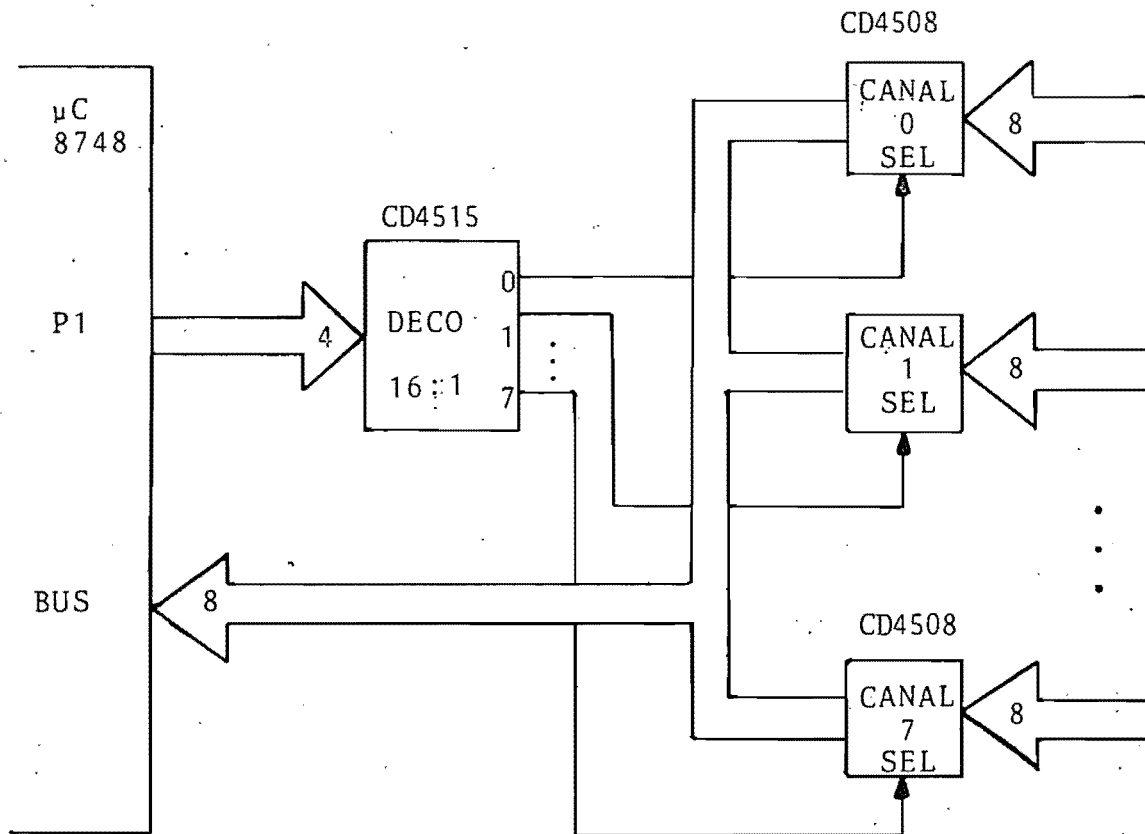 CD4508
µC
8748
CANAL
0
SEL
8
CD4515
0
P1
4
DECO
1
16 : 1
7
CANAL
1
SEL
8
BUS
8
CD4508
CANAL
7
SEL
8